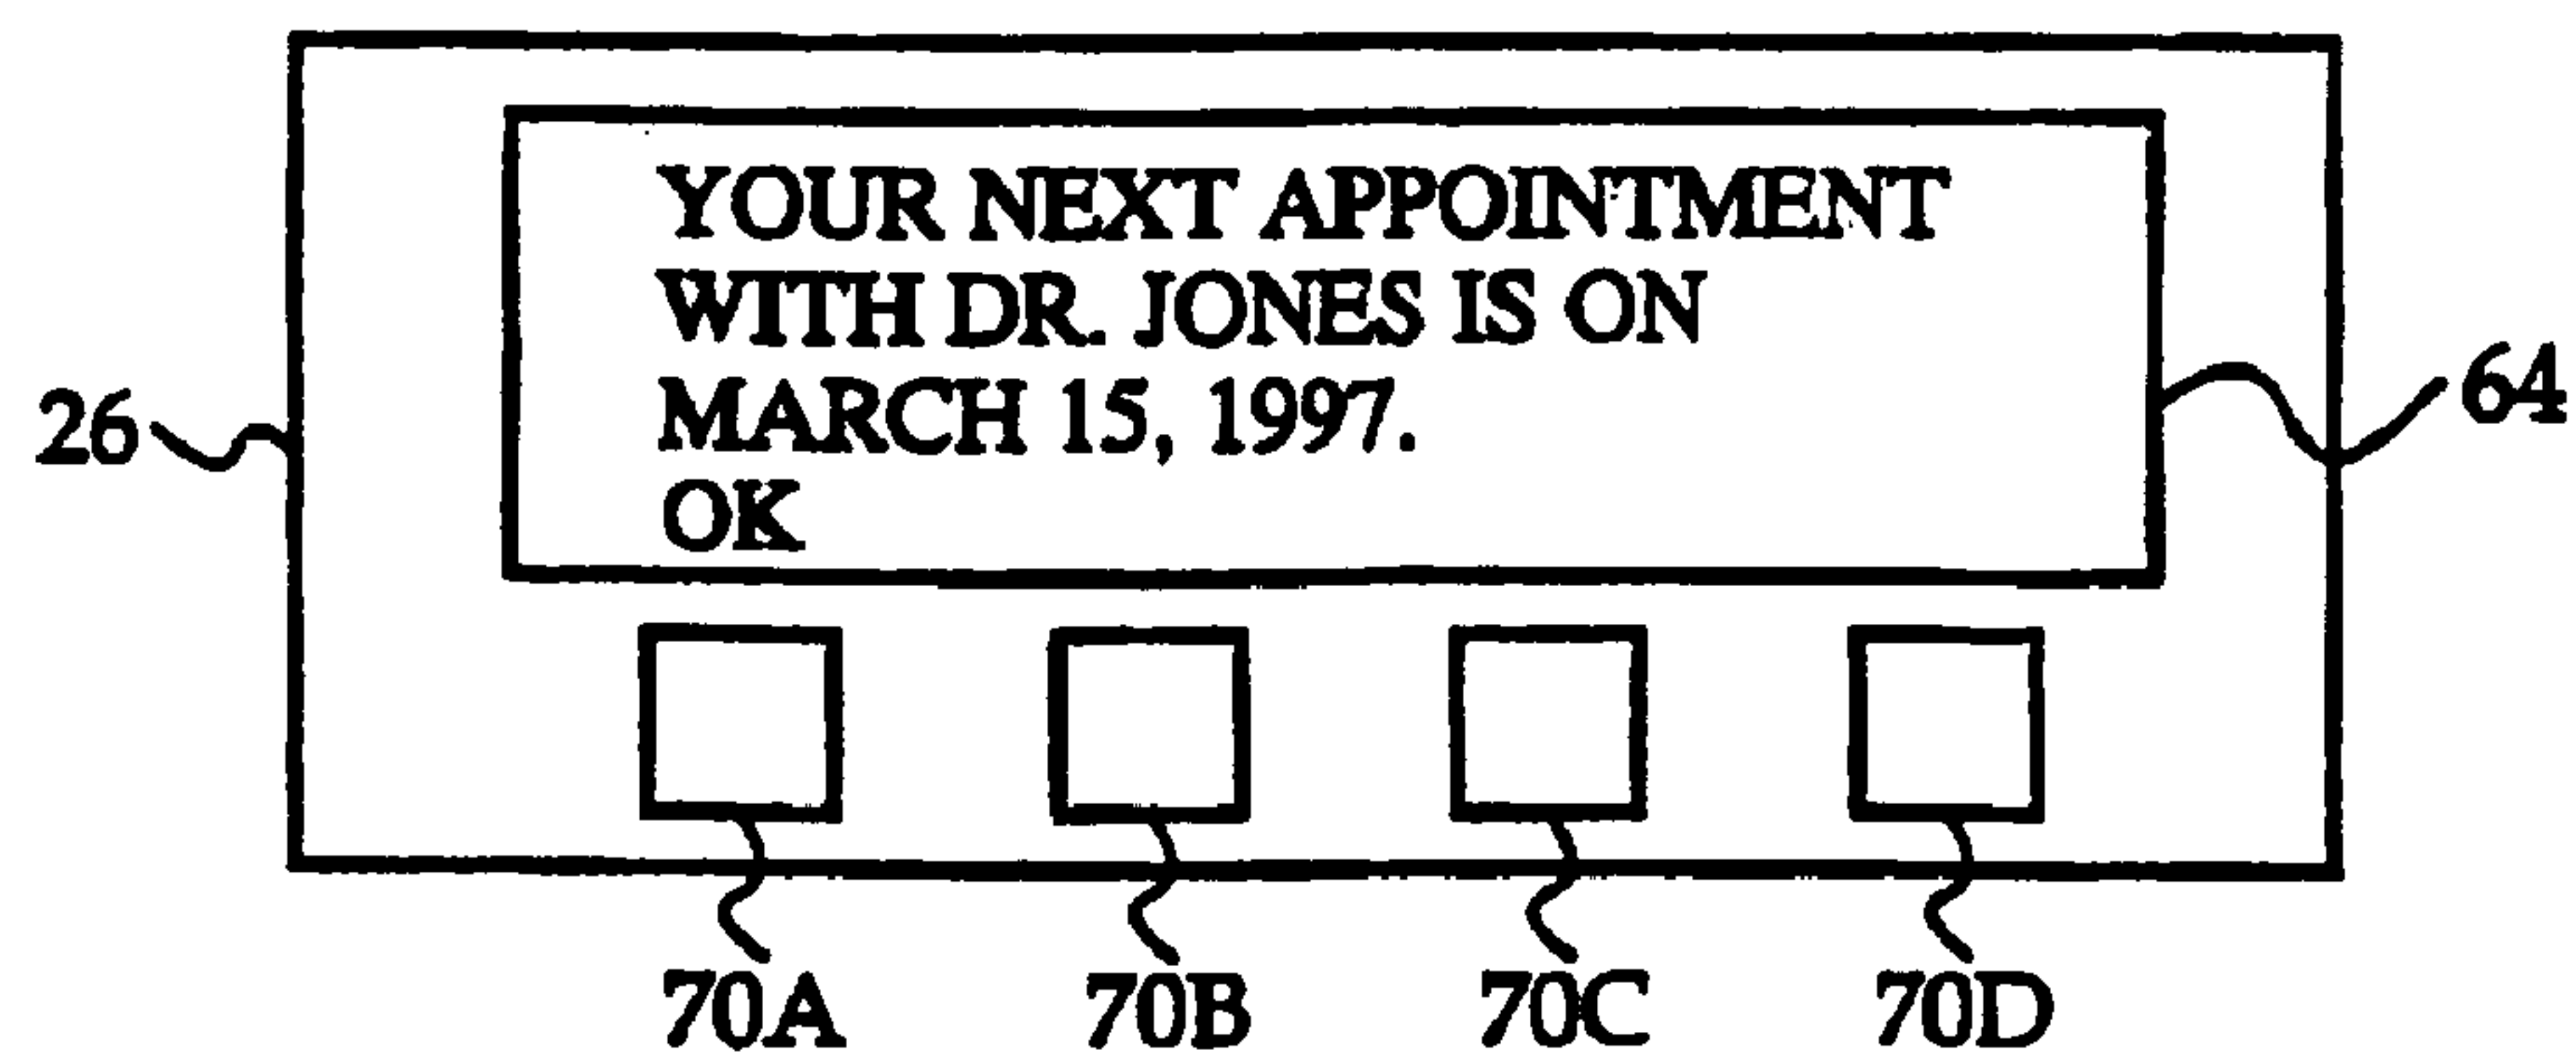 YOUR NEXT APPOINTMENT
WITH DR. JONES IS ON
MARCH 15, 1997.
OK
26
64
70A 70B 70C 70D